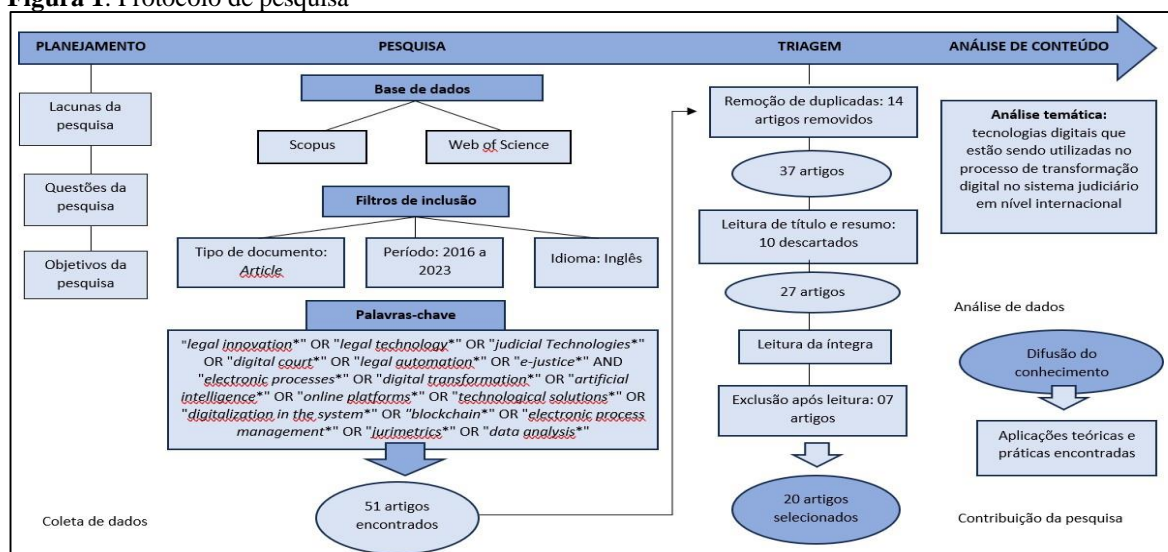 Figura 1. Protocolo de pesquisa
PLANEJAMENTO
PESQUISA
TRIAGEM
ANÁLISE DE CONTEÚDO
Lacunas da
pesquisa
Questões da
pesquisa
Objetivos da
pesquisa
Base de dados
Scopus
Web of Science
Filtros de inclusão
Tipo de documento:
Article
Período: 2016 a
2023
Idioma: Inglês
Palavras-chave
"legal innovation*" OR "legal technology*" OR "judicial Technologies*"
OR "digital court*" OR "legal automation*" OR "e-justice*" AND
"electronic processes*" OR "digital transformation*" OR "artificial
intelligence*" OR "online platforms*" OR "technological solutions*" OR
"digitalization in the system*" OR "blockchain*" OR "electronic process
management*" OR "jurimetrics*" OR "data analysis*"
51 artigos
encontrados
Coleta de dados
Remoção de duplicadas: 14
artigos removidos
37 artigos
Leitura de título e resumo:
10 descartados
27 artigos
Leitura da íntegra
Exclusão após leitura: 07
artigos
20 artigos
selecionados
Análise temática:
tecnologias digitais que
estão sendo utilizadas no
processo de transformação
digital no sistema judiciário
em nível internacional
Análise de dados
Difusão do
conhecimento
Aplicações teóricas e
práticas encontradas
Contribuição da pesquisa